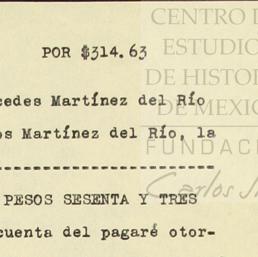 CENTRO D
POR $314.63
ESTUDIO
DE HISTOR
cedes Martínez del Río
DE MEXIC
os Martínez del Río, la
FUNDAC
PESOS SESENTA Y TRES
Carlos S
cuenta del pagaré otor-